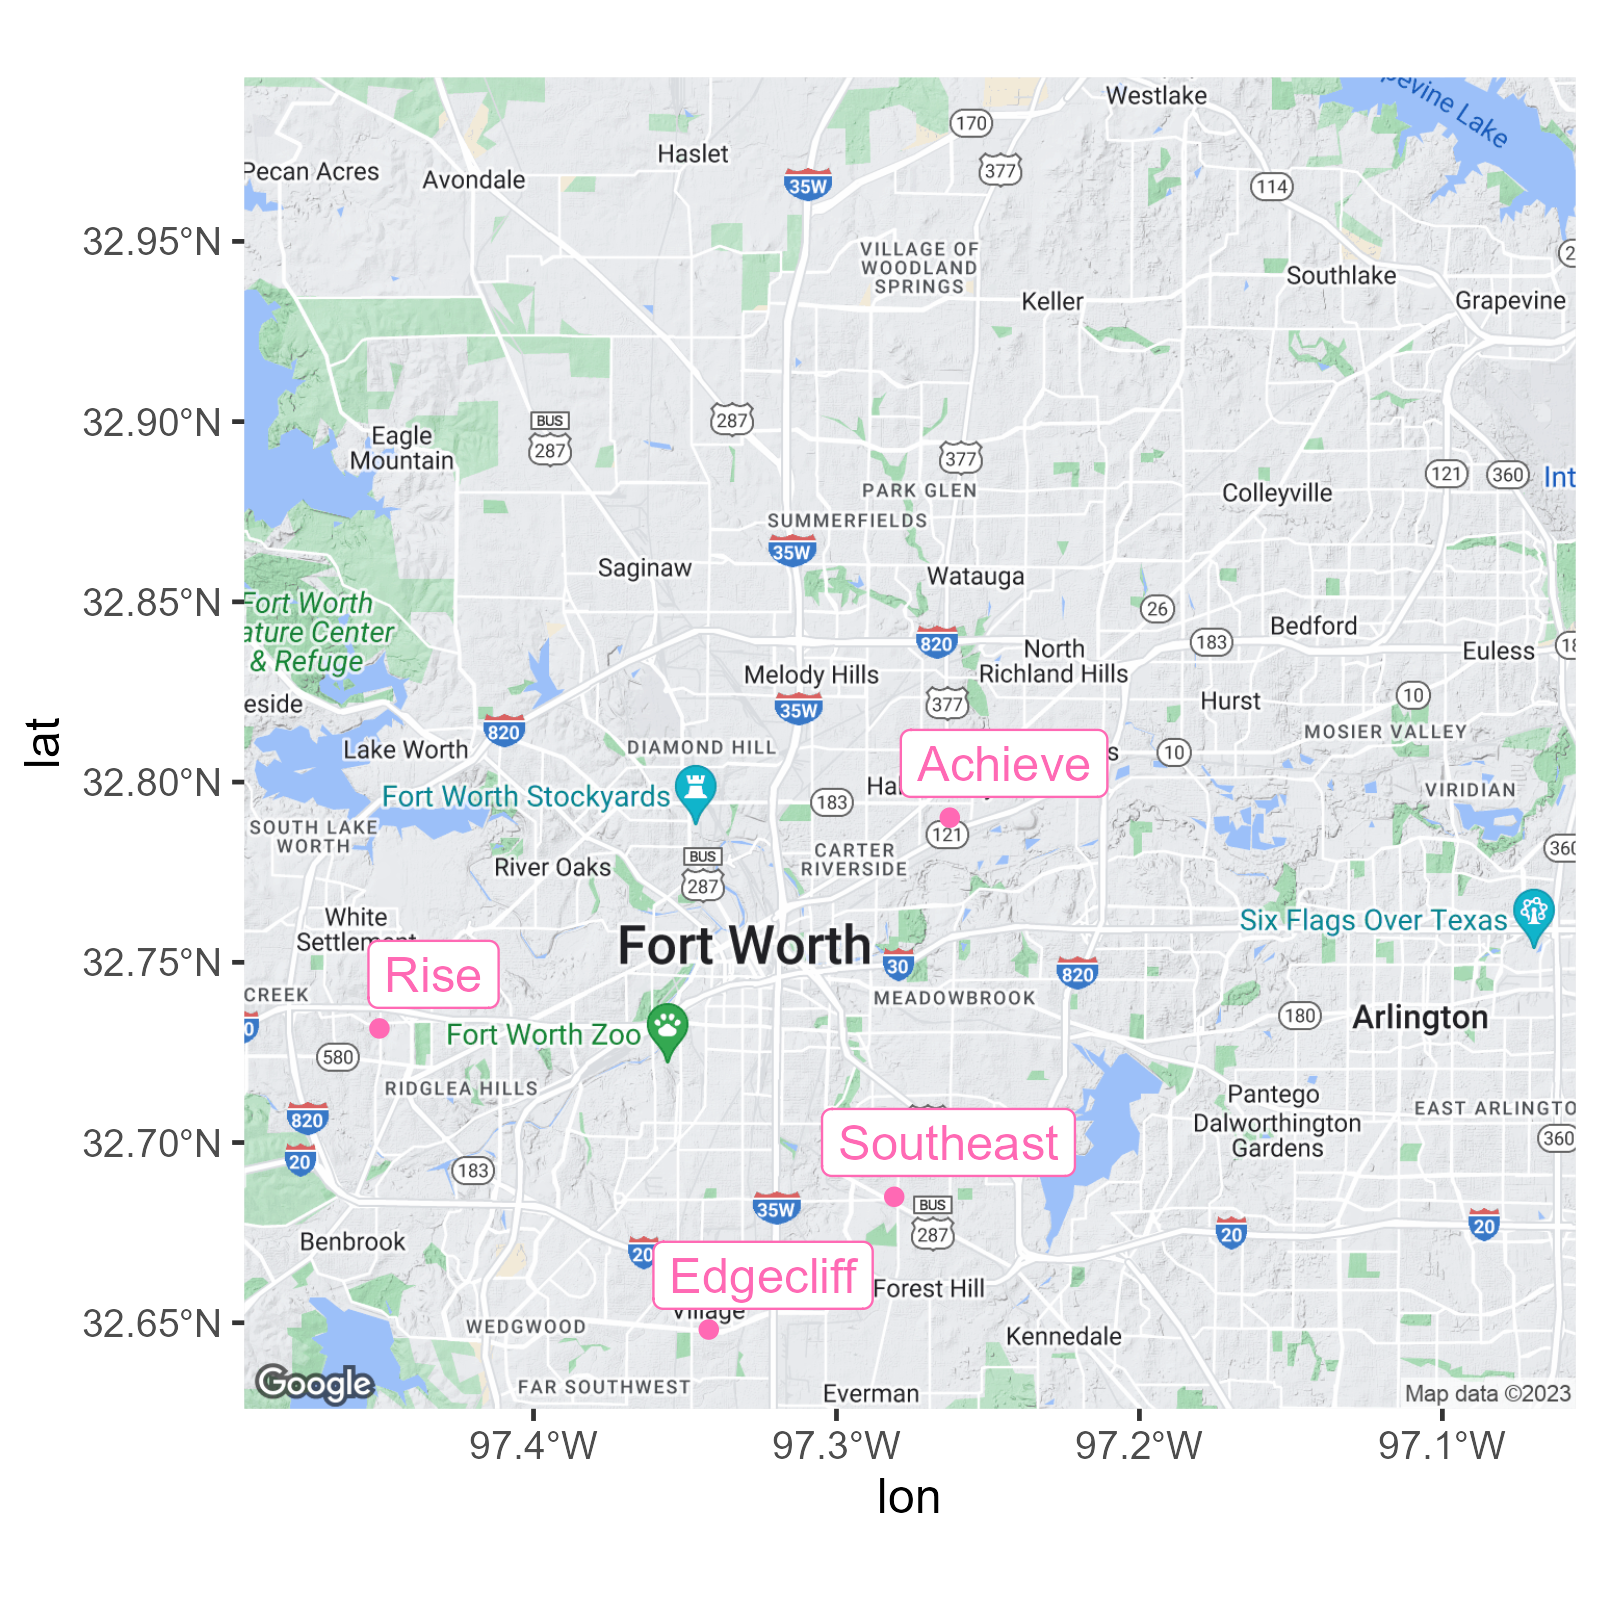 Westlake
Grapevine Lake
170
Haslet
377
Pecan Acres
Avondale
35W
114
32.95°N
VILLAGE OF
WOODLAND
SPRINGS
Southlake
Keller
Grapevine
32.90°N
BUS
287
287
Eagle
Mountain
377
121
360
Int
PARK GLEN
Colleyville
SUMMERFIELDS
35W
Saginaw
Watauga
32.85°N
Fort Worth
ature Center
& Refuge
26
Bedford
183
820
North
Richland Hills
Euless
18
Melody Hills
eside
377
Hurst
10
35W
820
MOSIER VALLEY
lat
Lake Worth
DIAMOND HILL
Achieve
s
10
32.80°N
Fort Worth Stockyards
183
Hal
VIRIDIAN
SOUTH LAKE
WORTH
121
CARTER
RIVERSIDE
360
River Oaks
BUS
287
White
Settlement
Six Flags Over Texas
Fort Worth
32.75°N
Rise
30
820
CREEK
MEADOWBROOK
0
180
Arlington
Fort Worth Zoo
580
RIDGLEA HILLS
Pantego
EAST ARLINGTO
820
Dalworthington
Gardens
32.70°N
Southeast
360
20
183
35W
BUS
287
20
20
Benbrook
20
Edgecliff
Village
Forest Hill
32.65°N
WEDGWOOD
Kennedale
Google
FAR SOUTHWEST
Everman
Map data ©2023
97.4°W
97.3°W
97.2°W
97.1°W
lon